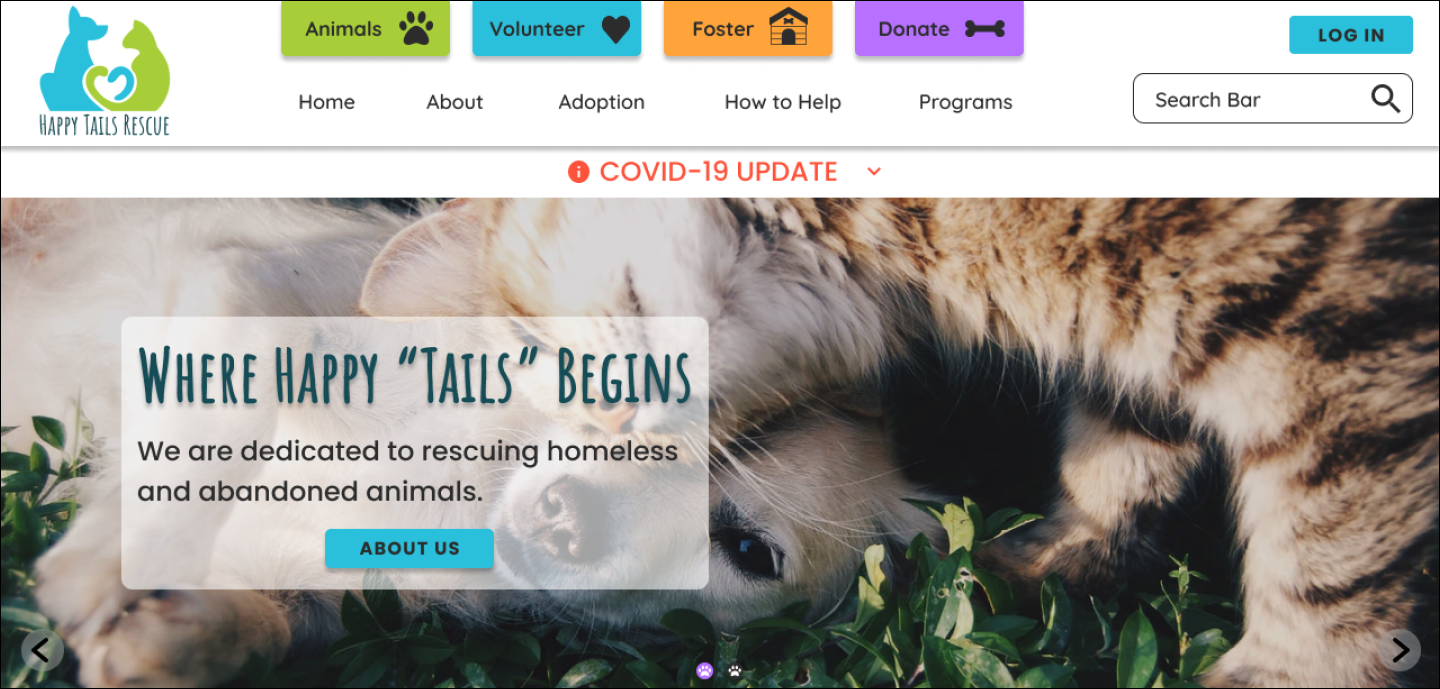 Animals
Volunteer
Foster
Donate
LOG IN
HAPPY TAILS RESCUE
Home
About
Adoption
How to Help
Programs
Search Bar
COVID-19 UPDATE
WHERE HAPPY “TAILS” BEGINS
We are dedicated to rescuing homeless
and abandoned animals.
ABOUT US